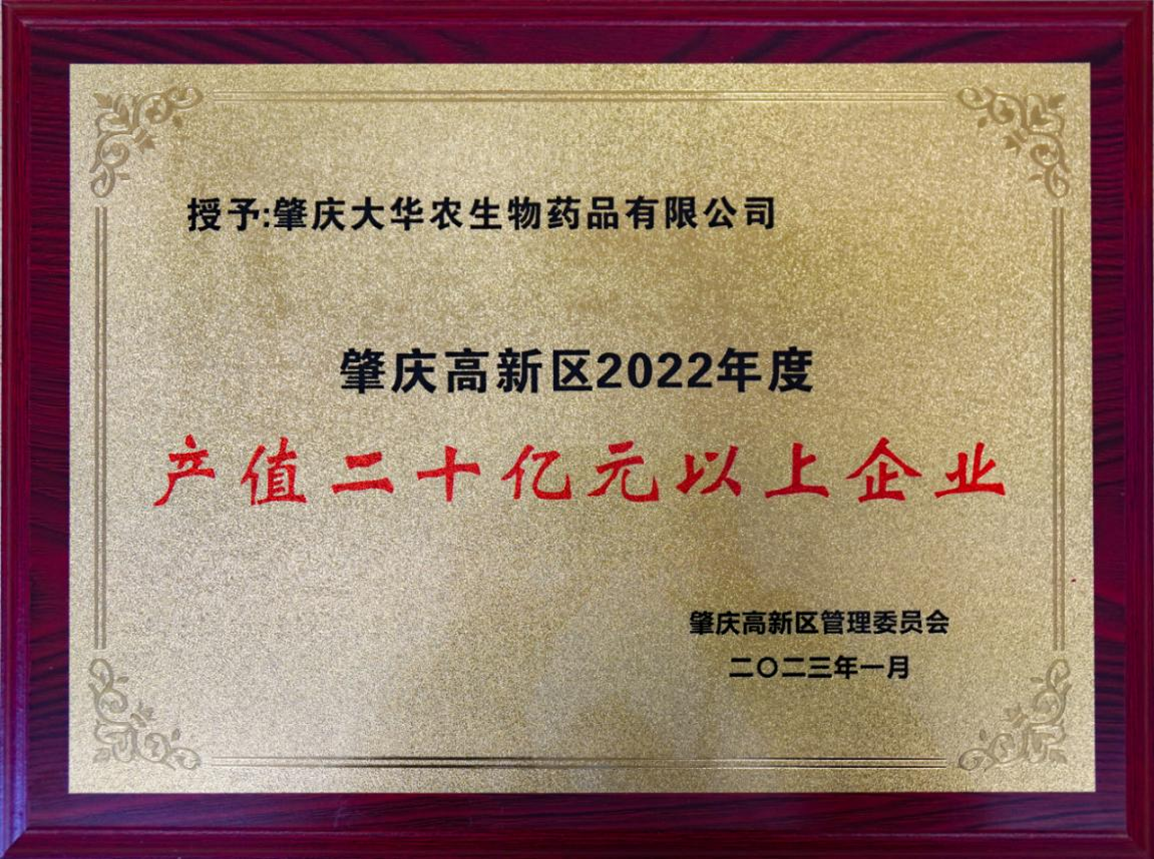 授予:肇庆大华农生物药品有限公司
肇庆高新区2022年度
产值二十亿元以上企业
肇庆高新区管理委员会
二〇二三年一月